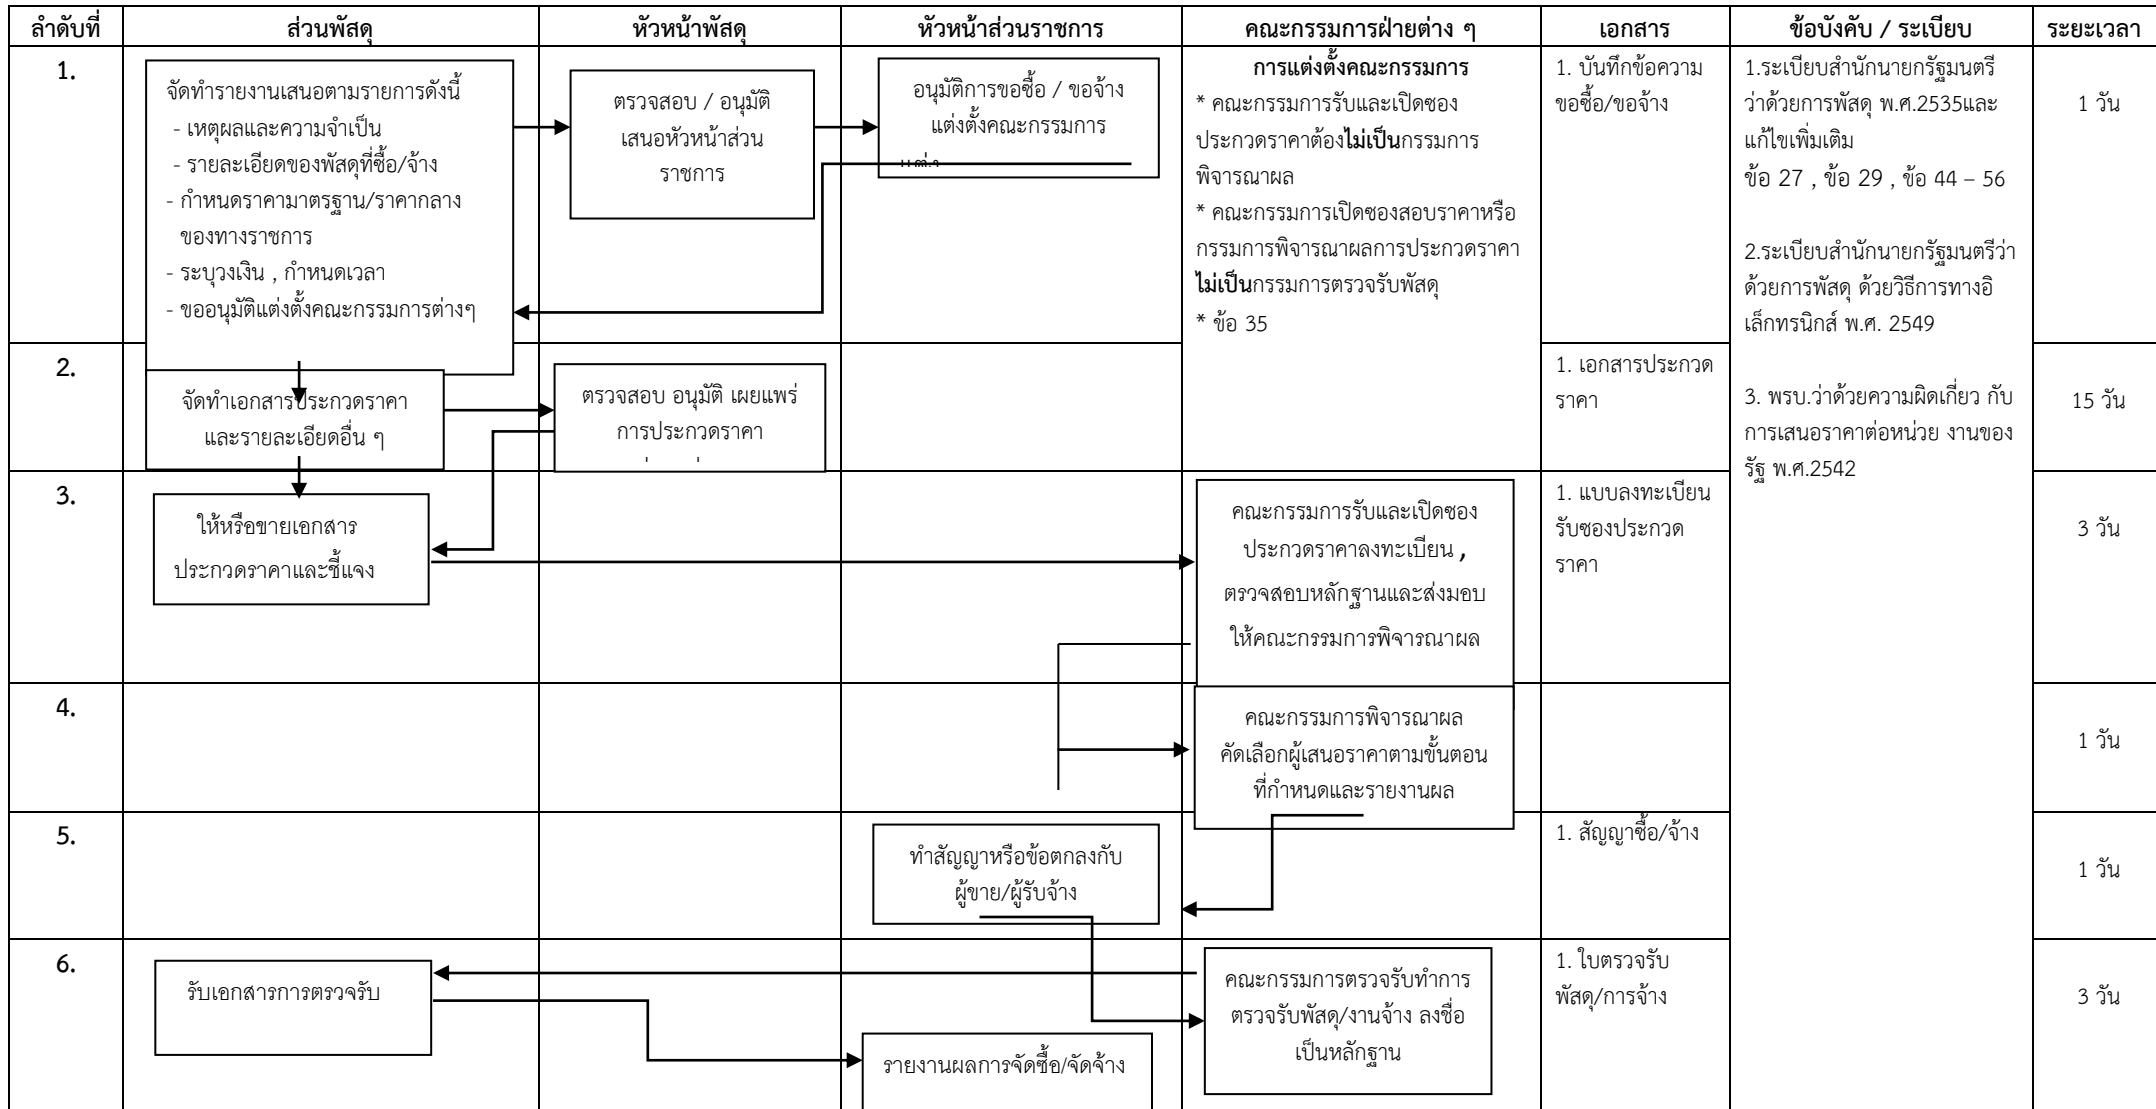 ลำดับที่ ส่วนพัสดุ หัวหน้าพัสดุ หัวหน้าส่วนราชการ คณะกรรมการฝ่ายต่าง ๆ เอกสาร ข้อบังคับ / ระเบียบ ระยะเวลา
1.
จัดทำรายงานเสนอตามรายการดังนี้
- เหตุผลและความจำเป็น
- รายละเอียดของพัสดุที่ซื้อ/จ้าง
- กำหนดราคามาตรฐาน/ราคากลาง
ของทางราชการ
- ระบุวงเงิน , กำหนดเวลา
- ขออนุมัติแต่งตั้งคณะกรรมการต่างๆ
ตรวจสอบ / อนุมัติ
เสนอหัวหน้าส่วน
ราชการ
อนุมัติการขอซื้อ / ขอจ้าง
แต่งตั้งคณะกรรมการ
การแต่งตั้งคณะกรรมการ
* คณะกรรมการรับและเปิดซอง
ประกวดราคาต้องไม่เป็นกรรมการ
พิจารณาผล
* คณะกรรมการเปิดซองสอบราคาหรือ
กรรมการพิจารณาผลการประกวดราคา
ไม่เป็นกรรมการตรวจรับพัสดุ
* ข้อ 35
1. บันทึกข้อความ
ขอซื้อ/ขอจ้าง
1.ระเบียบสำนักนายกรัฐมนตรี
ว่าด้วยการพัสดุ พ.ศ.2535และ
แก้ไขเพิ่มเติม
ข้อ 27 , ข้อ 29 , ข้อ 44 – 56
2.ระเบียบสำนักนายกรัฐมนตรีว่า
ด้วยการพัสดุ ด้วยวิธีการทางอิ
เล็กทรนิกส์ พ.ศ. 2549
3. พรบ.ว่าด้วยความผิดเกี่ยว กับ
การเสนอราคาต่อหน่วย งานของ
รัฐ พ.ศ.2542
1 วัน
2.
จัดทำเอกสารประกวดราคา
และรายละเอียดอื่น ๆ
ตรวจสอบ อนุมัติ เผยแพร่
การประกวดราคา
1. เอกสารประกวด
ราคา
15 วัน
3.
ให้หรือขายเอกสาร
ประกวดราคาและชี้แจง
คณะกรรมการรับและเปิดซอง
ประกวดราคาลงทะเบียน ,
ตรวจสอบหลักฐานและส่งมอบ
ให้คณะกรรมการพิจารณาผล
1. แบบลงทะเบียน
รับซองประกวด
ราคา
3 วัน
4.
คณะกรรมการพิจารณาผล
คัดเลือกผู้เสนอราคาตามขั้นตอน
ที่กำหนดและรายงานผล
1 วัน
5.
ทำสัญญาหรือข้อตกลงกับ
ผู้ขาย/ผู้รับจ้าง
1. สัญญาซื้อ/จ้าง
1 วัน
6.
รับเอกสารการตรวจรับ
รายงานผลการจัดซื้อ/จัดจ้าง
คณะกรรมการตรวจรับทำการ
ตรวจรับพัสดุ/งานจ้าง ลงชื่อ
เป็นหลักฐาน
1. ใบตรวจรับ
พัสดุ/การจ้าง
3 วัน